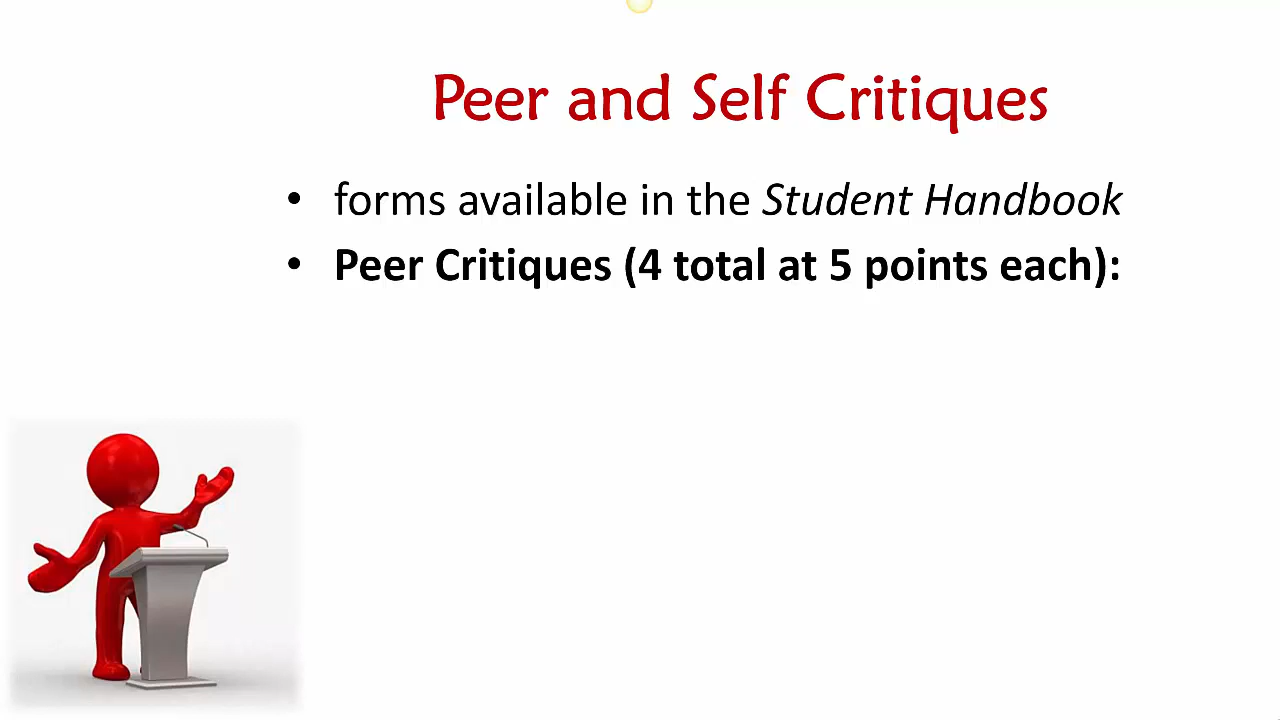 Peer and Self Critiques
• forms available in the Student Handbook
• Peer Critiques (4 total at 5 points each):